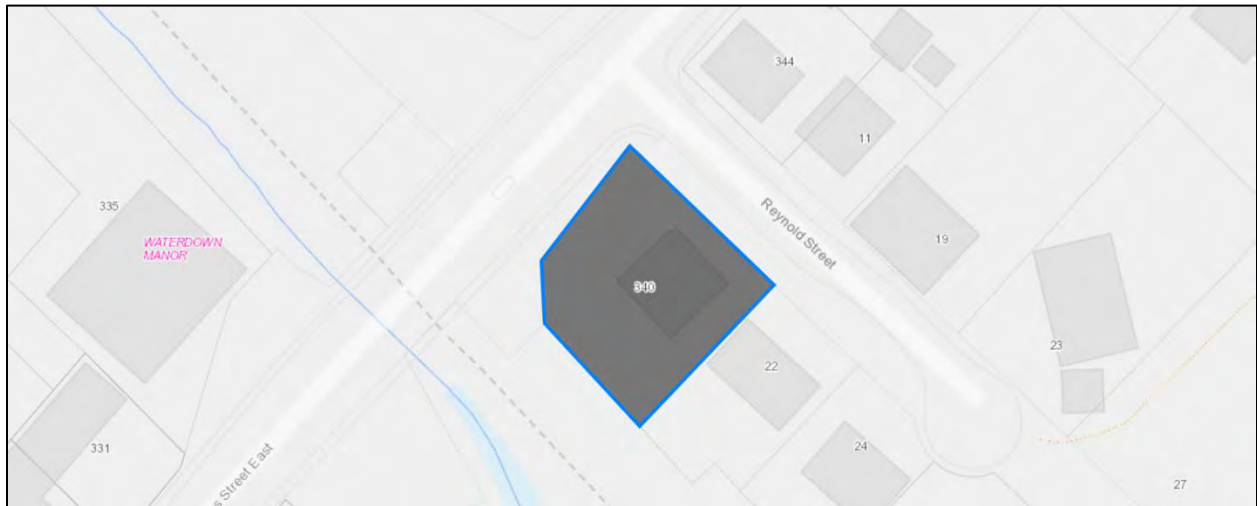 344
11
335
WATERDOWN
MANOR
Reynold Street
19
340
23
22
331
s Street East
24
27